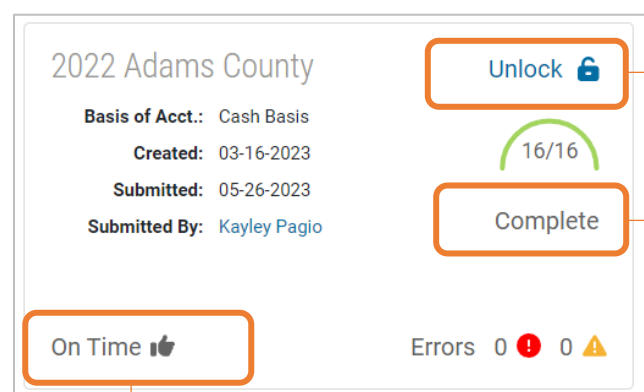 2022 Adams County
Unlock
Basis of Acct.: Cash Basis
Created: 03-16-2023
16/16
Submitted: 05-26-2023
Submitted By: Kayley Pagio
Complete
On Time
Errors 0 0